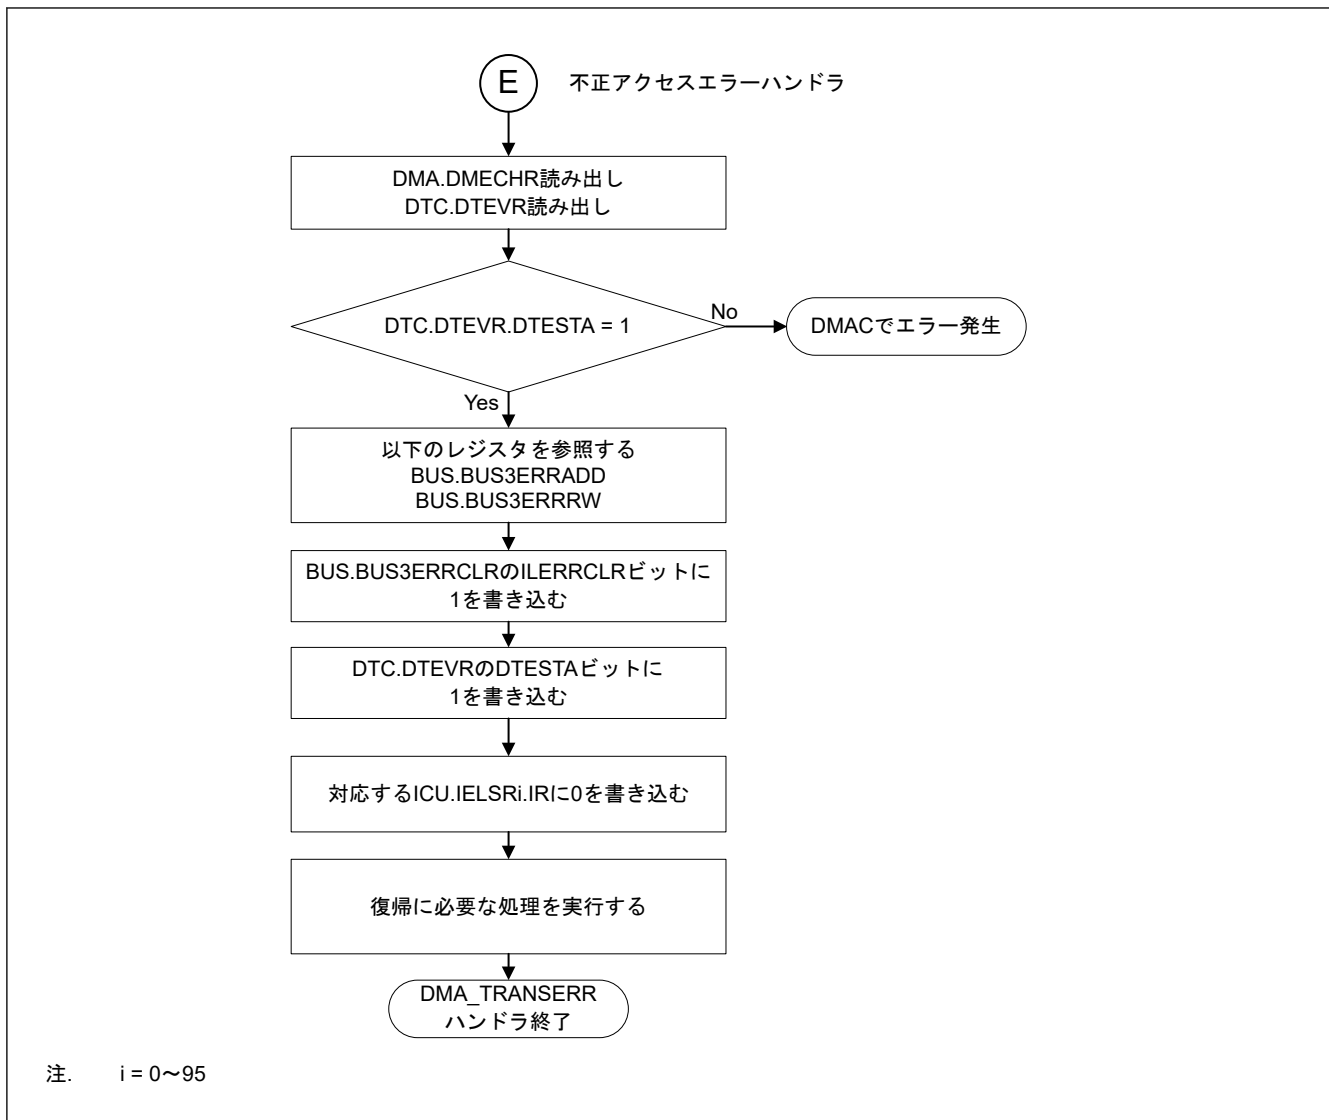 E
不正アクセスエラーハンドラ
DMA.DMECHR読み出し
DTC.DTEVR読み出し
DTC.DTEVR.DTESTA = 1
No
DMACでエラー発生
Yes
以下のレジスタを参照する
BUS.BUS3ERRADD
BUS.BUS3ERRRW
BUS.BUS3ERRCLRのILERRCLRビットに
1を書き込む
DTC.DTEVRのDTESTAビットに
1を書き込む
対応するICU.IELSRi.IRに0を書き込む
復帰に必要な処理を実行する
DMA_TRANSERR
ハンドラ終了
注. i = 0～95